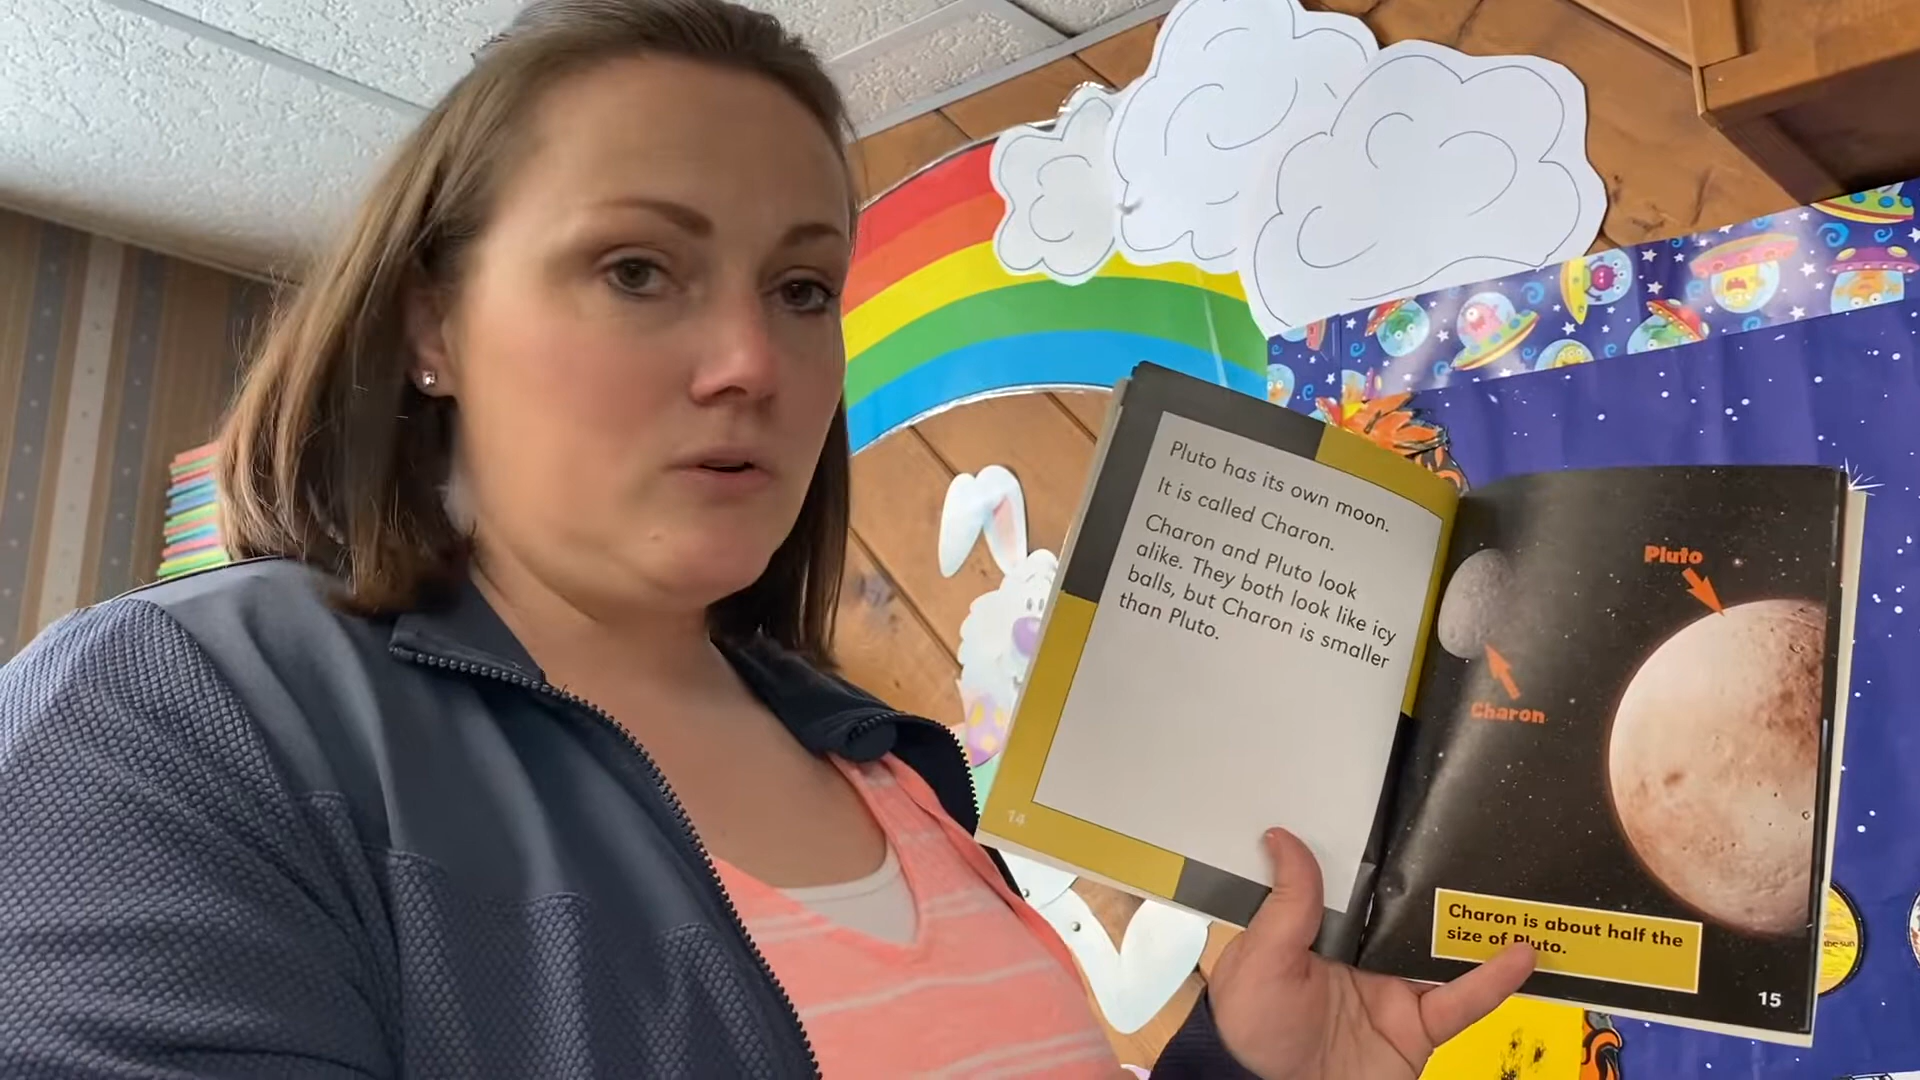 Pluto has its own moon.
It is called Charon.
Charon and Pluto look
alike. They both look like icy
balls, but Charon is smaller
than Pluto.
14
Pluto
Charon
Charon is about half the
size of Pluto.
15
the sun